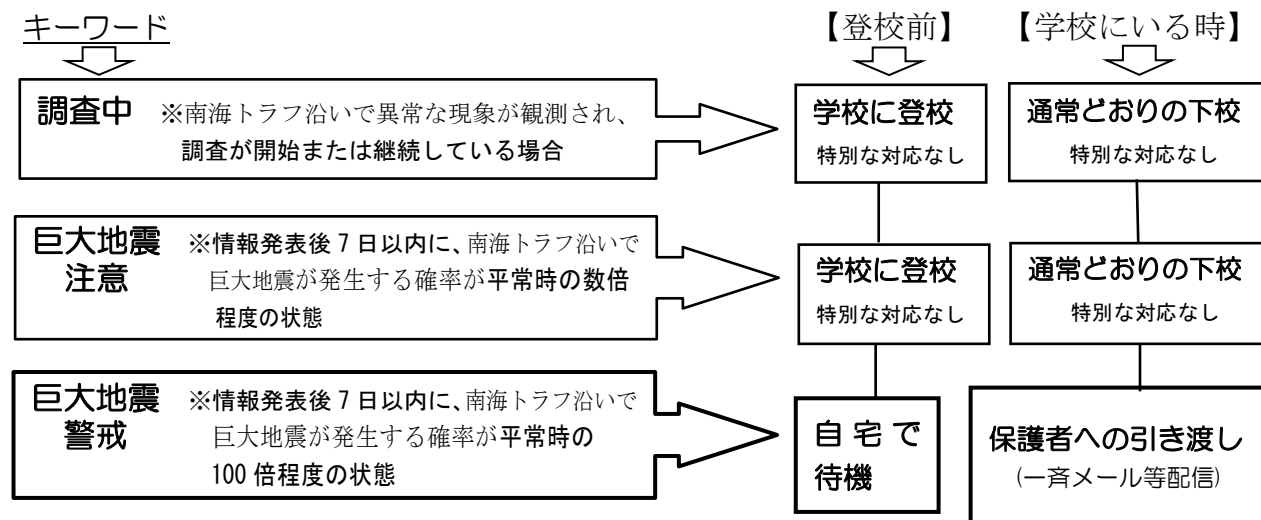 キーワード
【登校前】
【学校にいる時】
調査中
※南海トラフ沿いで異常な現象が観測され、
調査が開始または継続している場合
学校に登校
特別な対応なし
通常どおりの下校
特別な対応なし
巨大地震
注意
※情報発表後7日以内に、南海トラフ沿いで
巨大地震が発生する確率が平常時の数倍
程度の状態
学校に登校
特別な対応なし
通常どおりの下校
特別な対応なし
巨大地震
警戒
※情報発表後7日以内に、南海トラフ沿いで
巨大地震が発生する確率が平常時の
100倍程度の状態
自宅で
待機
保護者への引き渡し
(一斉メール等配信)